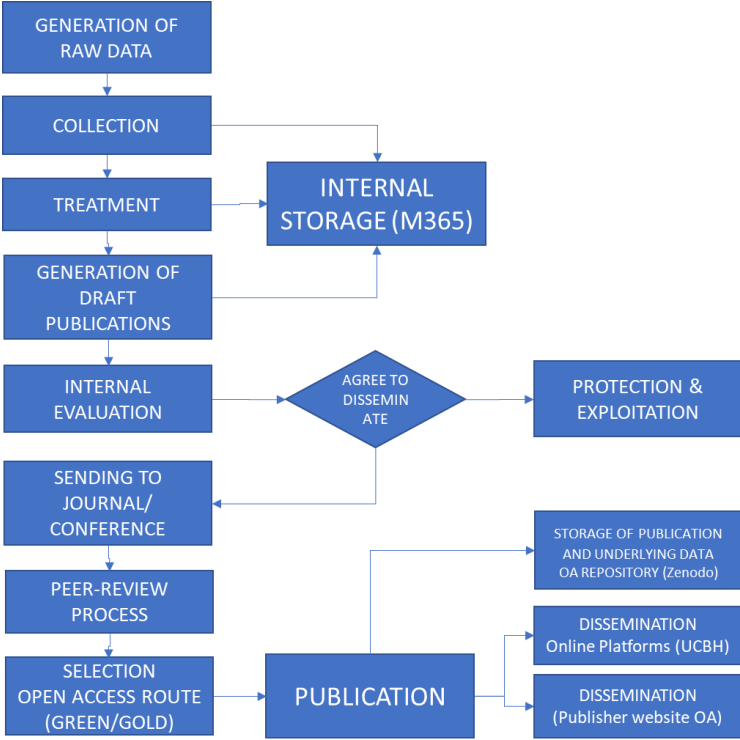 GENERATION OF
RAW DATA
COLLECTION
TREATMENT
INTERNAL
STORAGE (M365)
GENERATION OF
DRAFT
PUBLICATIONS
INTERNAL
EVALUATION
AGREE TO
DISSEMIN
ATE
PROTECTION &
EXPLOITATION
SENDING TO
JOURNAL/
CONFERENCE
STORAGE OF PUBLICATION
AND UNDERLYING DATA
OA REPOSITORY (Zenodo)
PEER-REVIEW
PROCESS
DISSEMINATION
Online Platforms (UCBH)
SELECTION
OPEN ACCESS ROUTE
(GREEN/GOLD)
PUBLICATION
DISSEMINATION
(Publisher website OA)